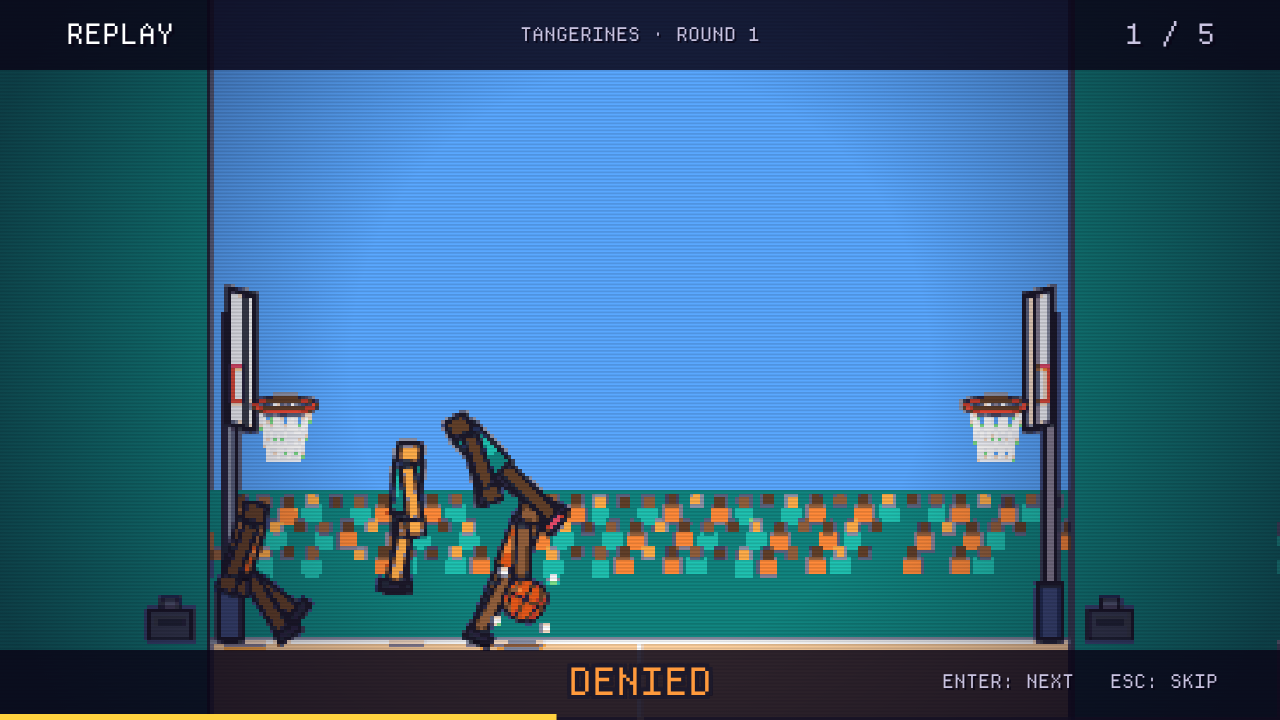 REPLAY
TANGERINES · ROUND 1
1 / 5
DENIED
ENTER: NEXT
ESC: SKIP